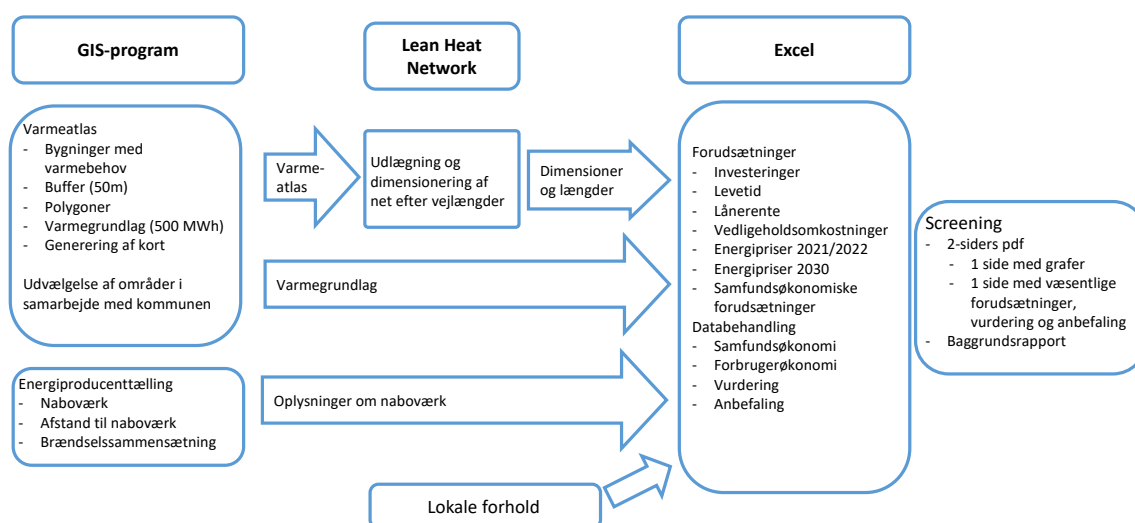 GIS-program
Lean Heat
Network
Excel
Varmeatlas
- Bygninger med
varmebehov
- Buffer (50m)
- Polygoner
- Varmegrundlag (500 MWh)
- Generering af kort
Udvælgelse af områder i
samarbejde med kommunen
Varme-
atlas
Udlægning og
dimensionering af
net efter vejlængder
Dimensioner
og længder
Varmegrundlag
Energiproducenttælling
- Naboværk
- Afstand til naboværk
- Brændselssammensætning
Oplysninger om naboværk
Lokale forhold
Forudsætninger
- Investeringer
- Levetid
- Lånerente
- Vedligeholdsomkostninger
- Energipriser 2021/2022
- Energipriser 2030
- Samfundsøkonomiske
forudsætninger
Databehandling
- Samfundsøkonomi
- Forbrugerøkonomi
- Vurdering
- Anbefaling
Screening
- 2-siders pdf
- 1 side med grafer
- 1 side med væsentlige
forudsætninger,
vurdering og anbefaling
- Baggrundsrapport